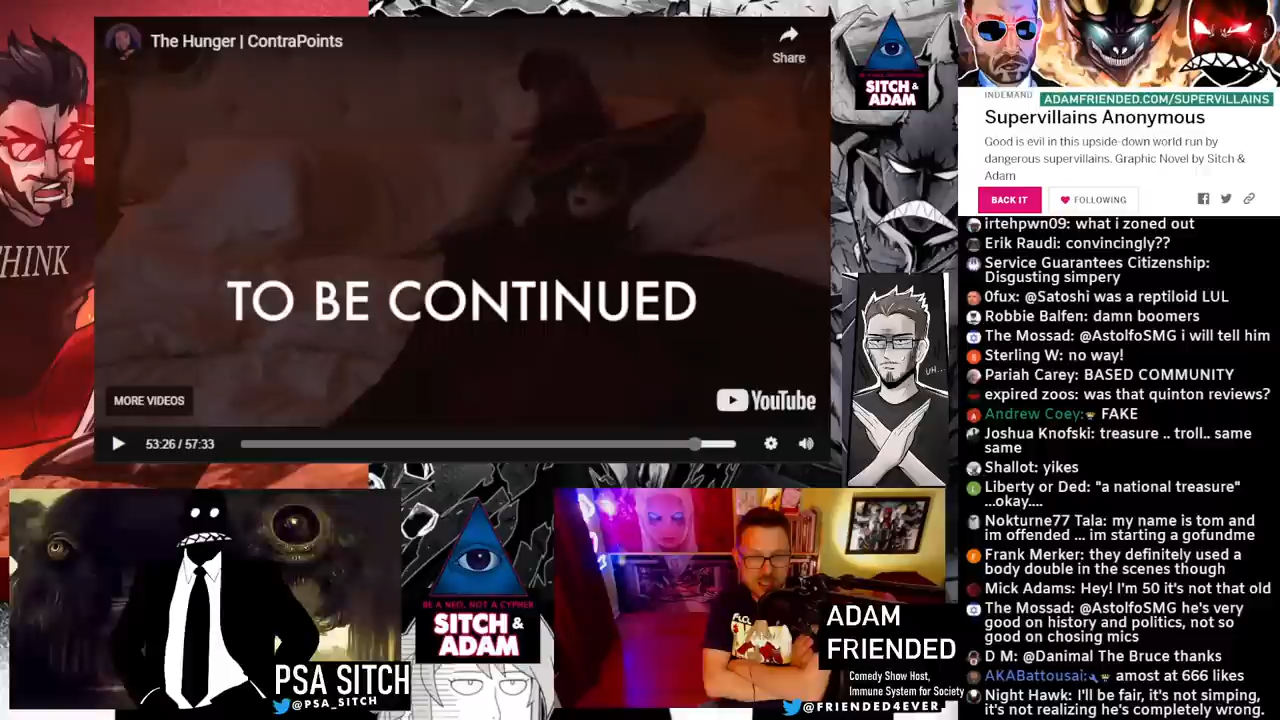 The Hunger | ContraPoints
Share
TO BE CONTINUED
MORE VIDEOS
YouTube
53:26 / 57:33
THINK
SITCH &
ADAM
UH..
INDEMAND
ADAMFRIENDED.COM/SUPERVILLAINS
Supervillains Anonymous
Good is evil in this upside-down world run by
dangerous supervillains. Graphic Novel by Sitch &
Adam
BACK IT
FOLLOWING
irtehpwn09: what i zoned out
Erik Raudi: convincingly??
Service Guarantees Citizenship:
Disgusting simpery
0fux: @Satoshi was a reptiloid LUL
Robbie Balfen: damn boomers
The Mossad: @AstolfoSMG i will tell him
Sterling W: no way!
Pariah Carey: BASED COMMUNITY
expired zoos: was that quinton reviews?
Andrew Coey: FAKE
Joshua Knofski: treasure .. troll.. same
same
Shallot: yikes
Liberty or Ded: "a national treasure"
...okay....
Nokturne77 Tala: my name is tom and
im offended ... im starting a gofundme
Frank Merker: they definitely used a
body double in the scenes though
Mick Adams: Hey! I'm 50 it's not that old
The Mossad: @AstolfoSMG he's very
good on history and politics, not so
good on chosing mics
D M: @Danimal The Bruce thanks
AKABattousai: amost at 666 likes
Night Hawk: I'll be fair, it's not simping,
it's not realizing he's completely wrong.
PSA SITCH
@PSA_SITCH
BE A NEO, NOT A CYPHER
SITCH &
ADAM
ADAM
FRIENDED
Comedy Show Host,
Immune System for Society
@FRIENDED4EVER